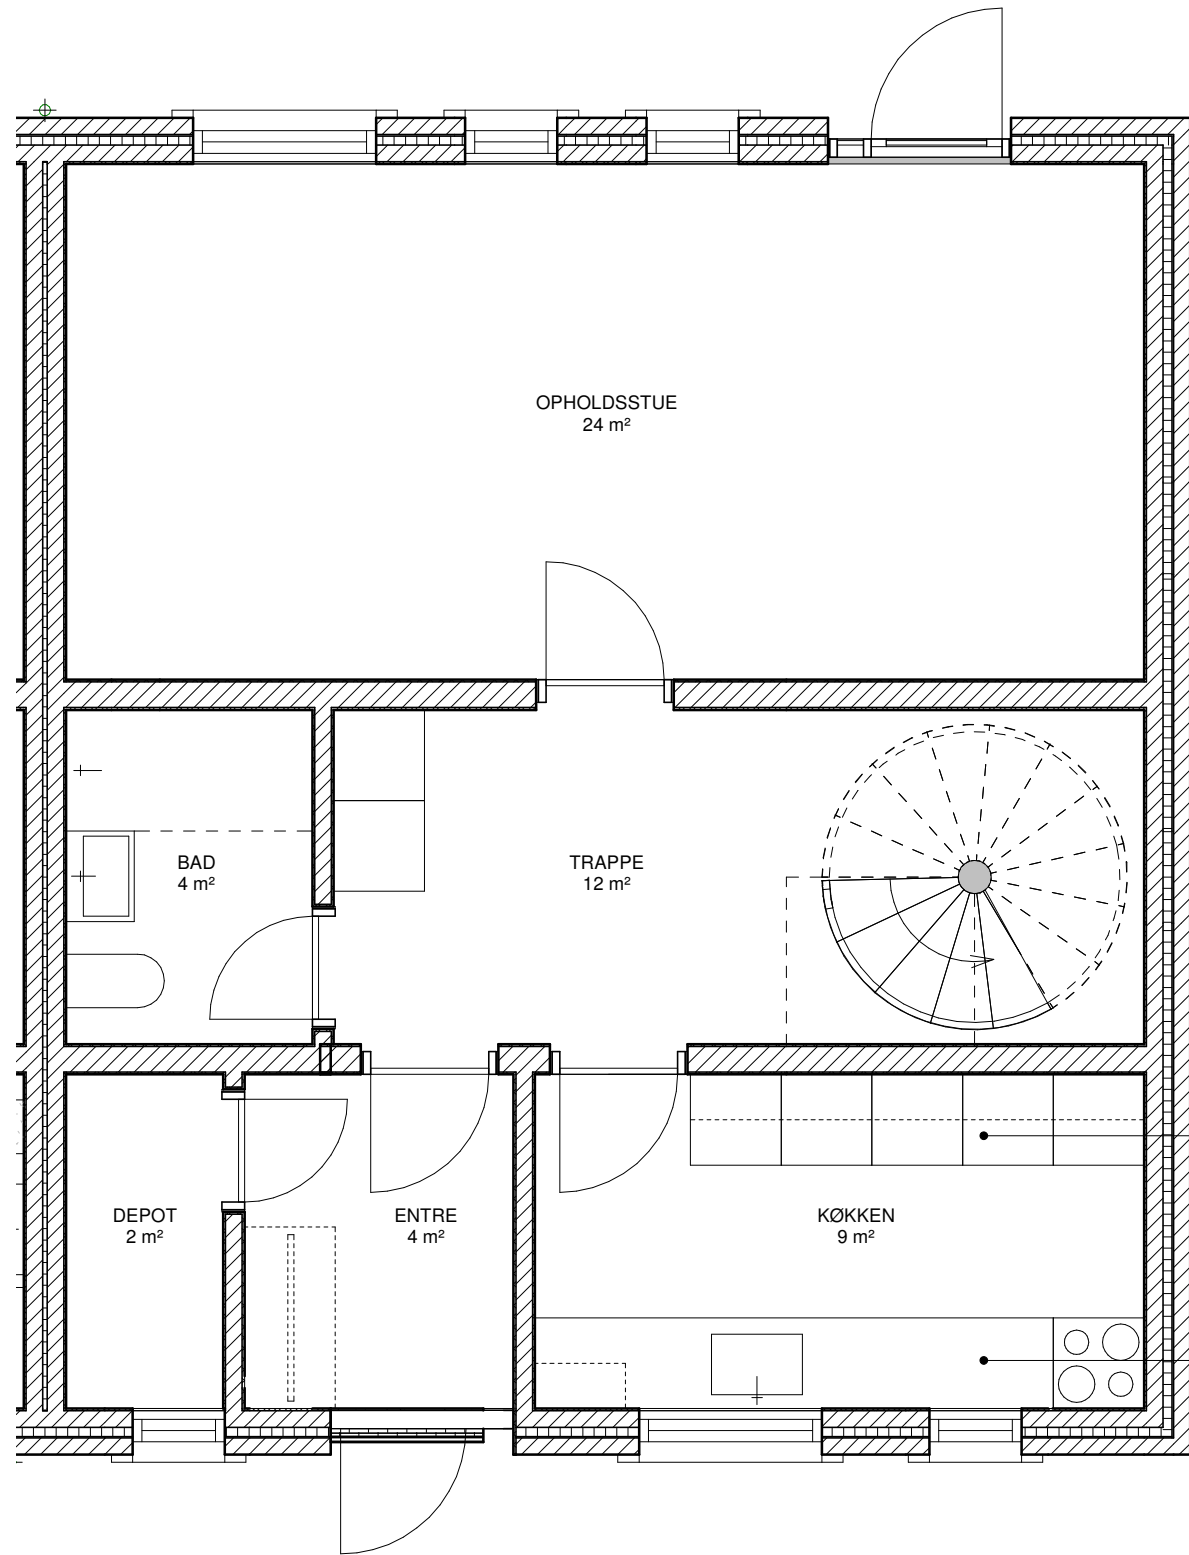 OPHOLDSSTUE
24 m²
BAD
4 m²
TRAPPE
12 m²
DEPOT
2 m²
ENTRE
4 m²
KØKKEN
9 m²